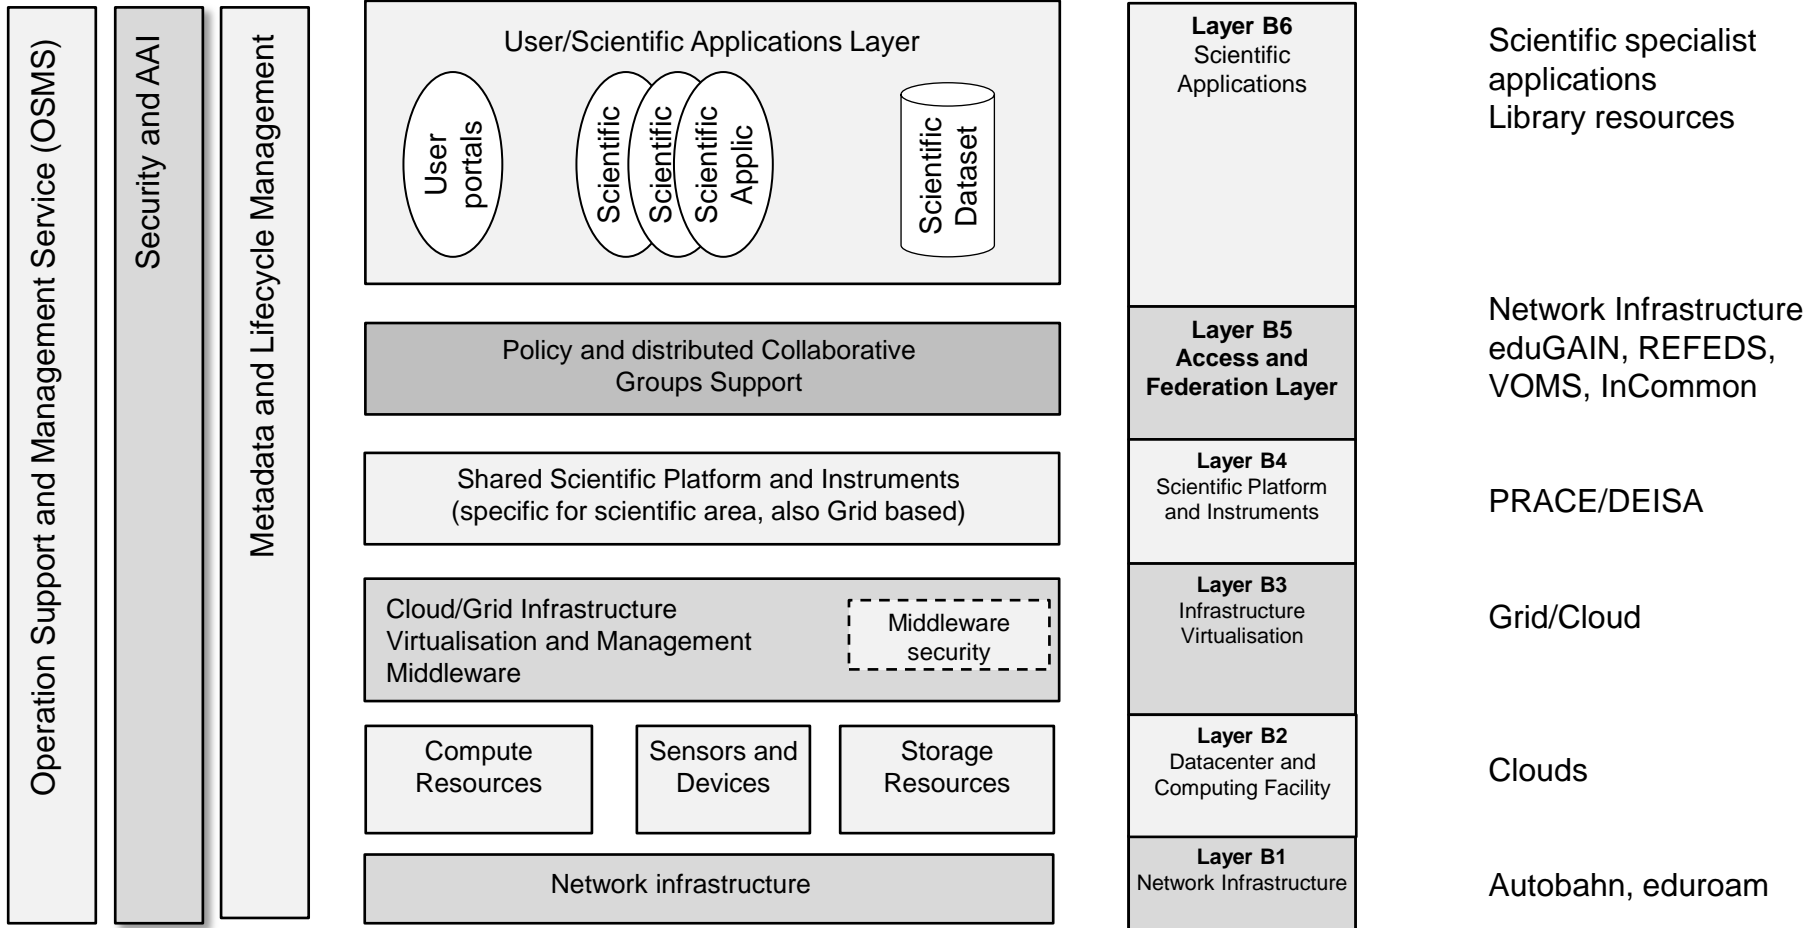 Operation Support and Management Service (OSMS)
Security and AAI
Metadata and Lifecycle Management
User/Scientific Applications Layer
User
portals
Scientific
Scientific
Scientific
Applic
Scientific
Dataset
Policy and distributed Collaborative
Groups Support
Shared Scientific Platform and Instruments
(specific for scientific area, also Grid based)
Cloud/Grid Infrastructure
Virtualisation and Management
Middleware
Middleware
security
Compute
Resources
Sensors and
Devices
Storage
Resources
Network infrastructure
Layer B6
Scientific
Applications
Layer B5
Access and
Federation Layer
Layer B4
Scientific Platform
and Instruments
Layer B3
Infrastructure
Virtualisation
Layer B2
Datacenter and
Computing Facility
Layer B1
Network Infrastructure
Scientific specialist
applications
Library resources
Network Infrastructure
eduGAIN, REFEDS,
VOMS, InCommon
PRACE/DEISA
Grid/Cloud
Clouds
Autobahn, eduroam